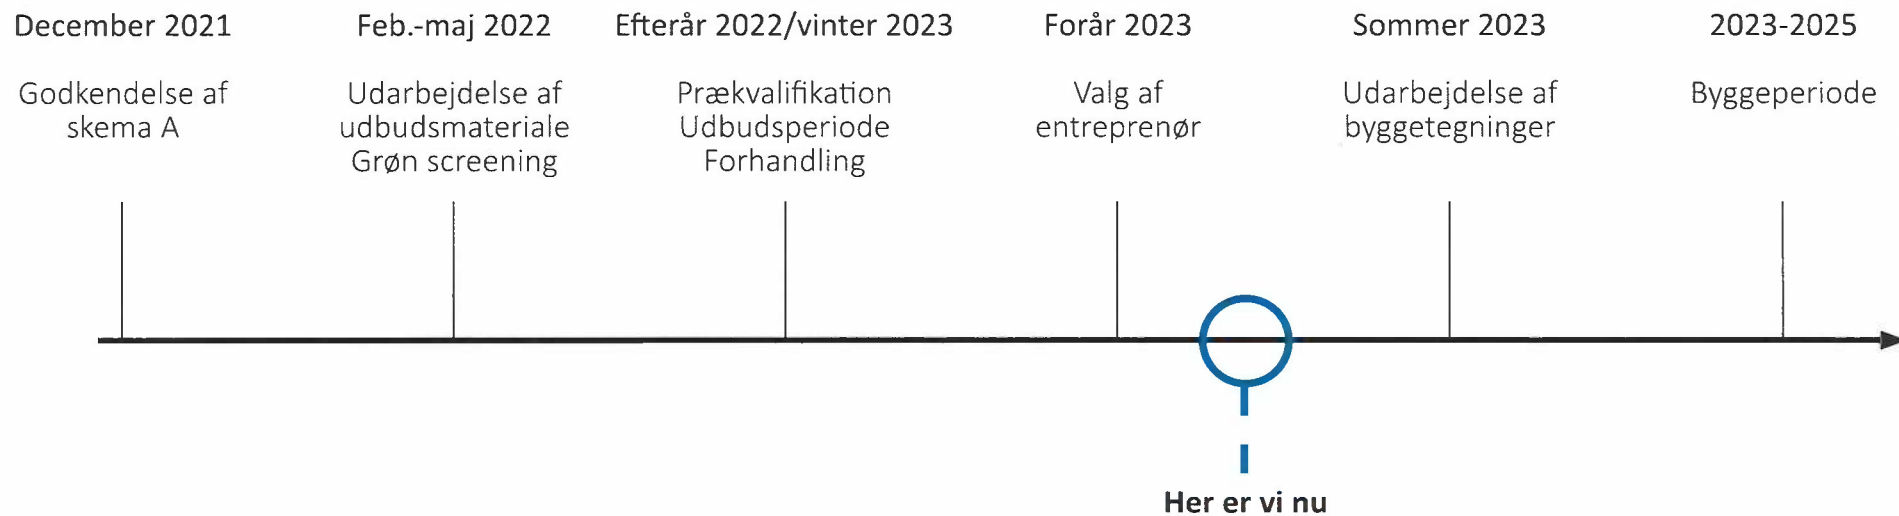 December 2021
Godkendelse af
skema A
Feb.-maj 2022
Udarbejdelse af
udbudsmateriale
Grøn screening
Efterår 2022/vinter 2023
Prækvalifikation
Udbudsperiode
Forhandling
Forår 2023
Valg af
entreprenør
Sommer 2023
Udarbejdelse af
byggetegninger
2023-2025
Byggeperiode
Her er vi nu